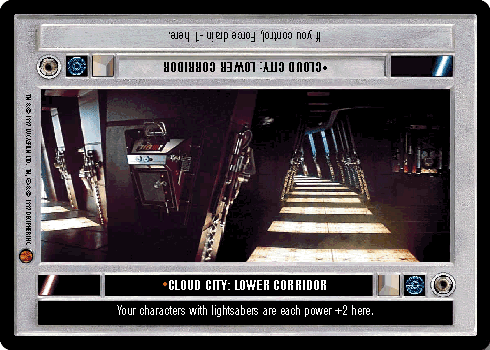 If you control, Force drain -1 here.
•CLOUD CITY: LOWER CORRIDOR
•CLOUD CITY: LOWER CORRIDOR
Your characters with lightsabers are each power +2 here.